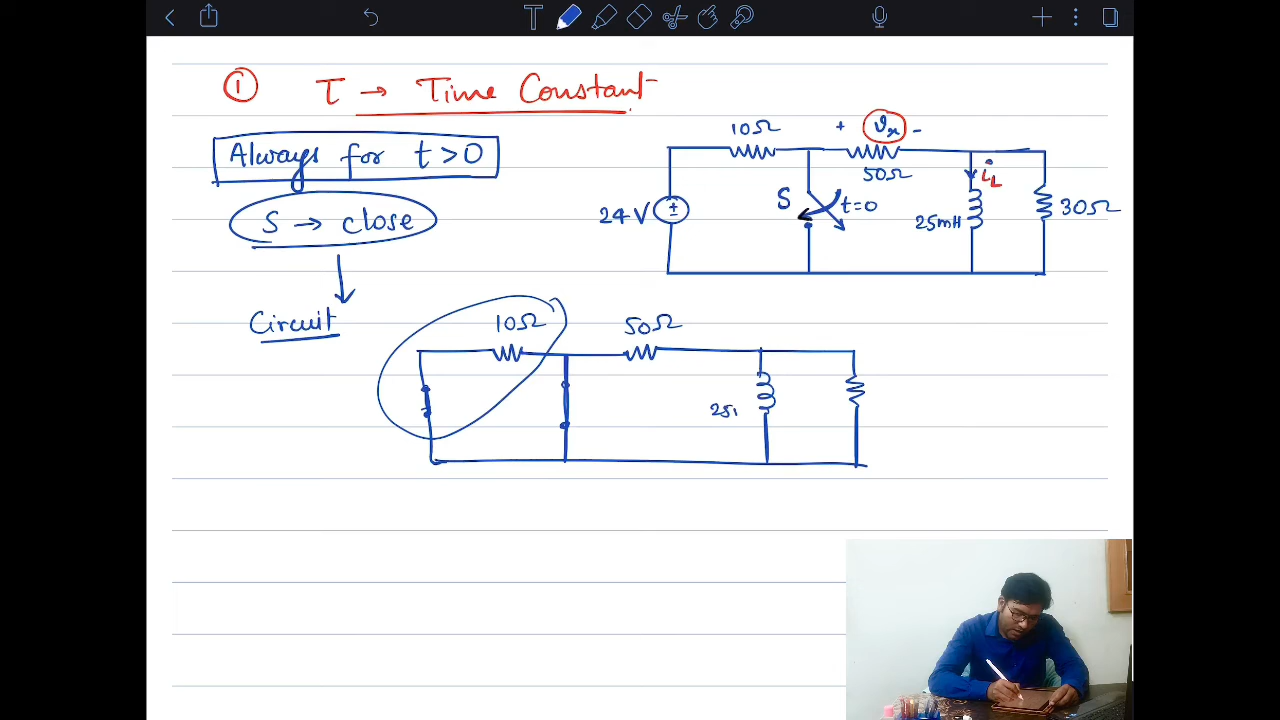 ① τ → Time Constant
Always for t > 0
S → close
Circuit
10Ω
+ 𝒱x -
50Ω
24V
±
S
t=0
iL
25mH
30Ω
10Ω
50Ω
25